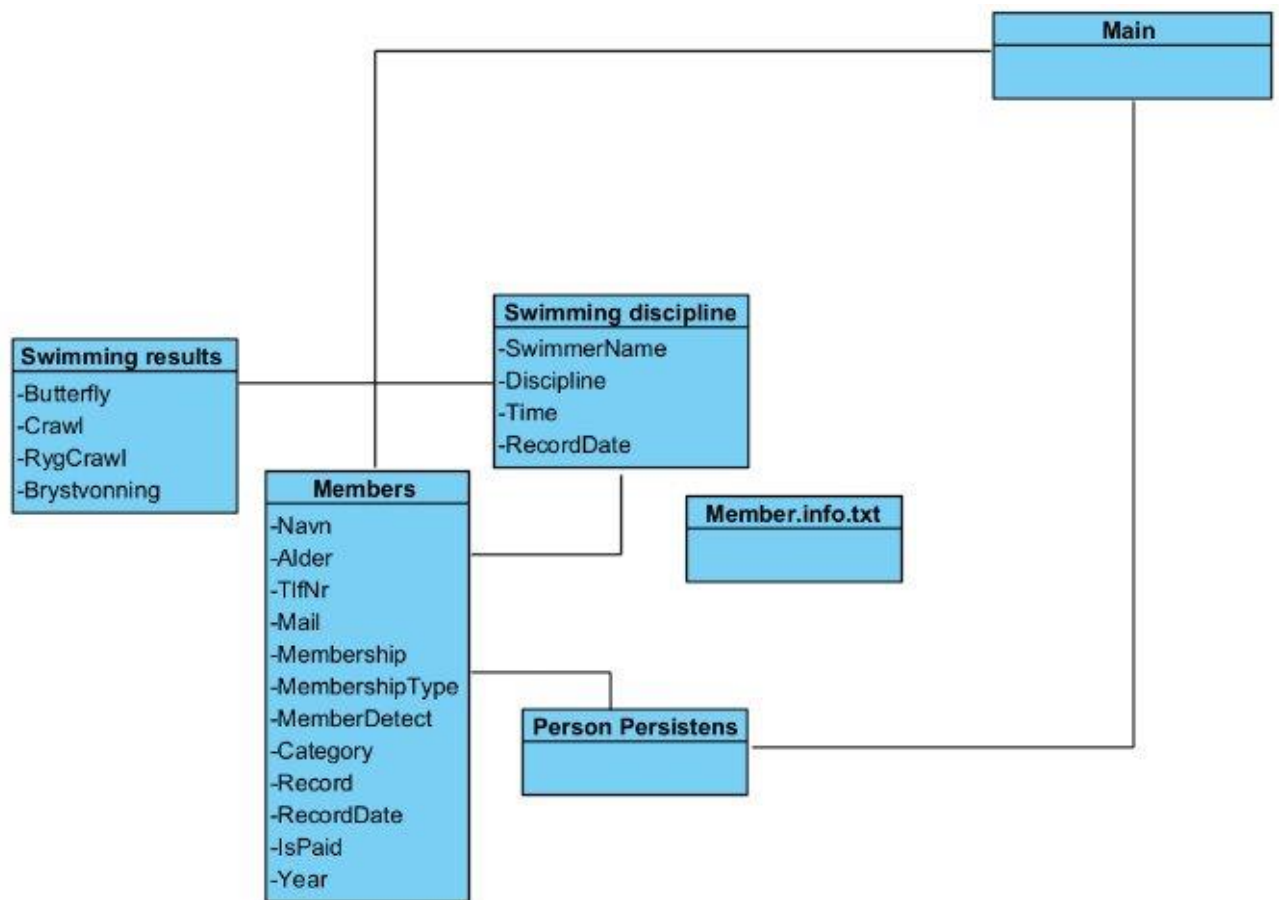 Main
Swimming discipline
-SwimmerName
-Discipline
-Time
-RecordDate
Swimming results
-Butterfly
-Crawl
-RygCrawl
-Brystvonning
Members
-Navn
-Alder
-TlfNr
-Mail
-Membership
-MembershipType
-MemberDetect
-Category
-Record
-RecordDate
-IsPaid
-Year
Member.info.txt
Person Persistens